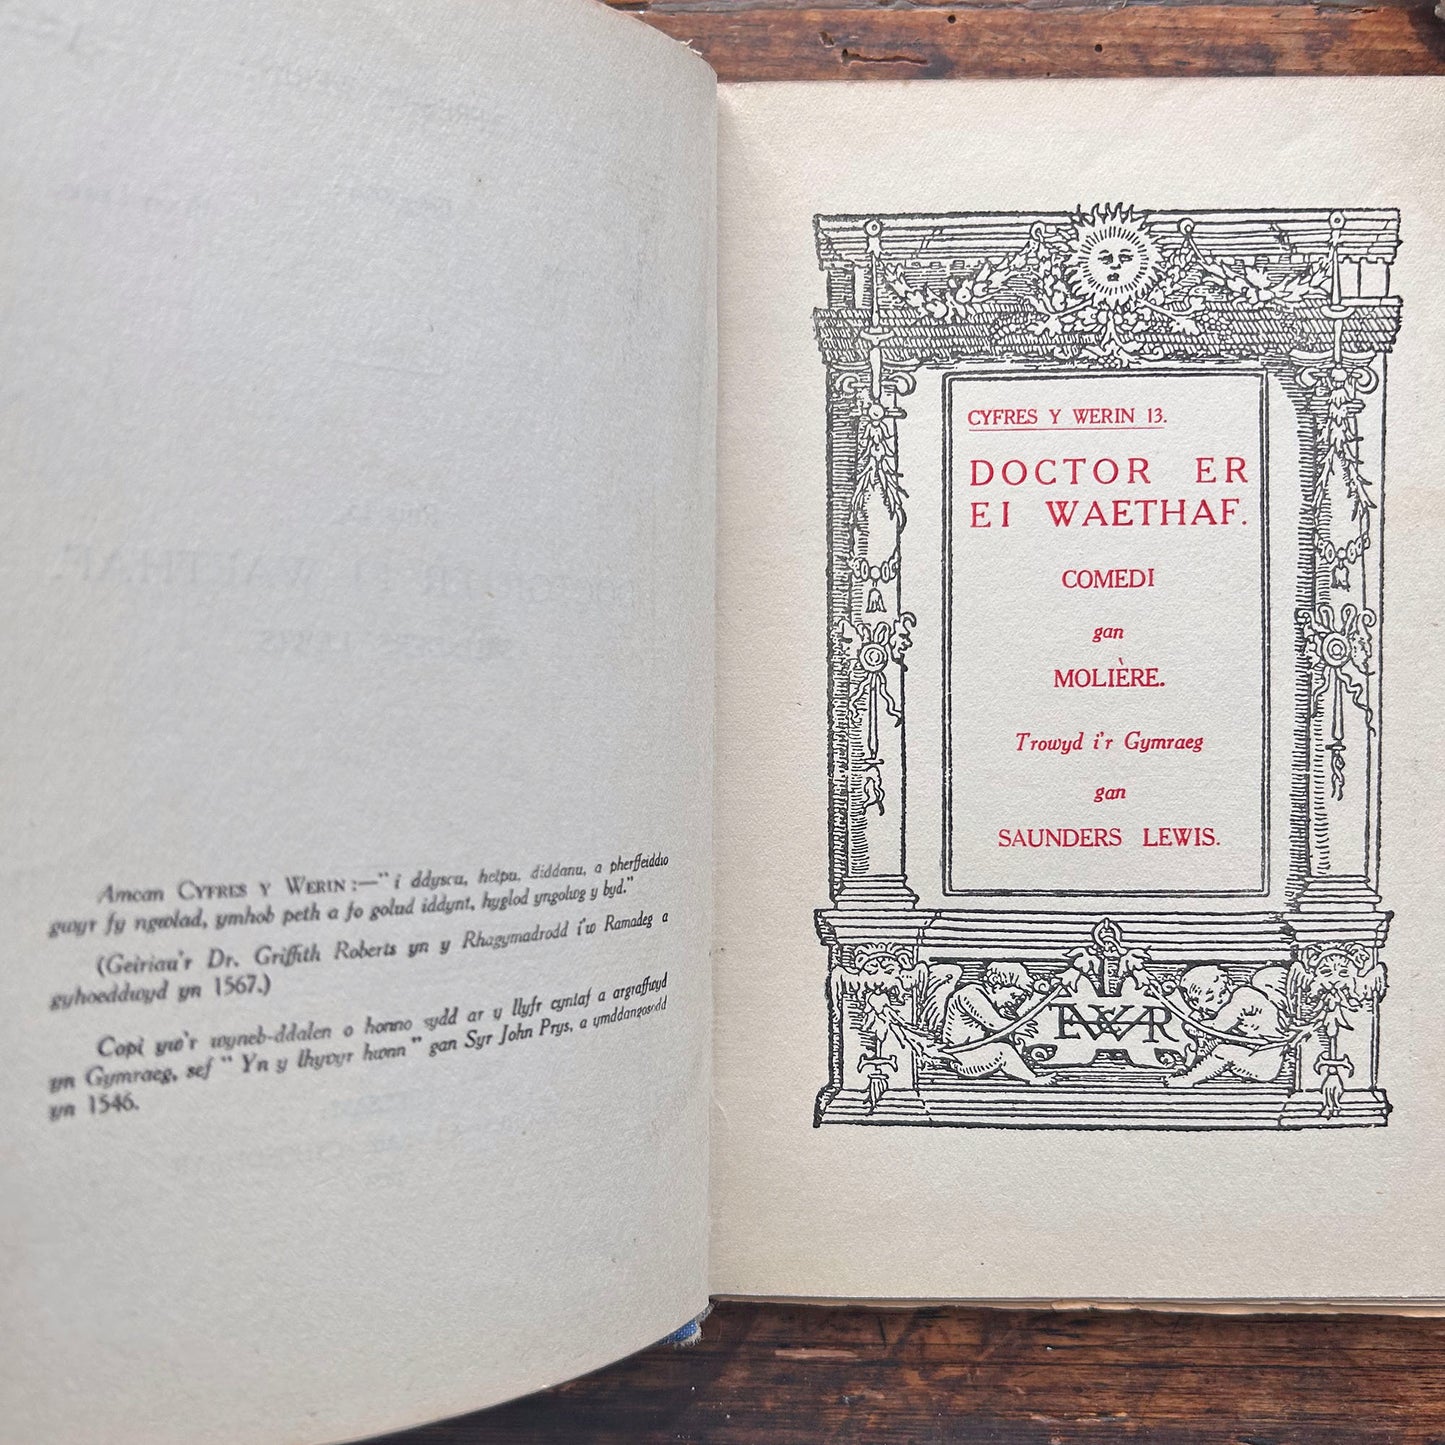 Amcan CYFRES Y WERIN :—" i ddyscu, helpu, diddanu, a pherffeiddio
gwyr fy ngwlad, ymhob peth a fo golud iddynt, hyglod yngolwg y byd."
(Geiriau'r Dr. Griffith Roberts yn y Rhagymadrodd i'w Ramadeg a
gyhoeddwyd yn 1567.)
Copi yw'r wyneb-ddalen o honno sydd ar y llyfr cyntaf a argraffwyd
yn Gymraeg, sef " Yn y lhyvyr hwnn " gan Syr John Prys, a ymddangosodd
yn 1546.
CYFRES Y WERIN 13.
DOCTOR ER
EI WAETHAF.
COMEDI
gan
MOLIÈRE.
Trowyd i'r Gymraeg
gan
SAUNDERS LEWIS.